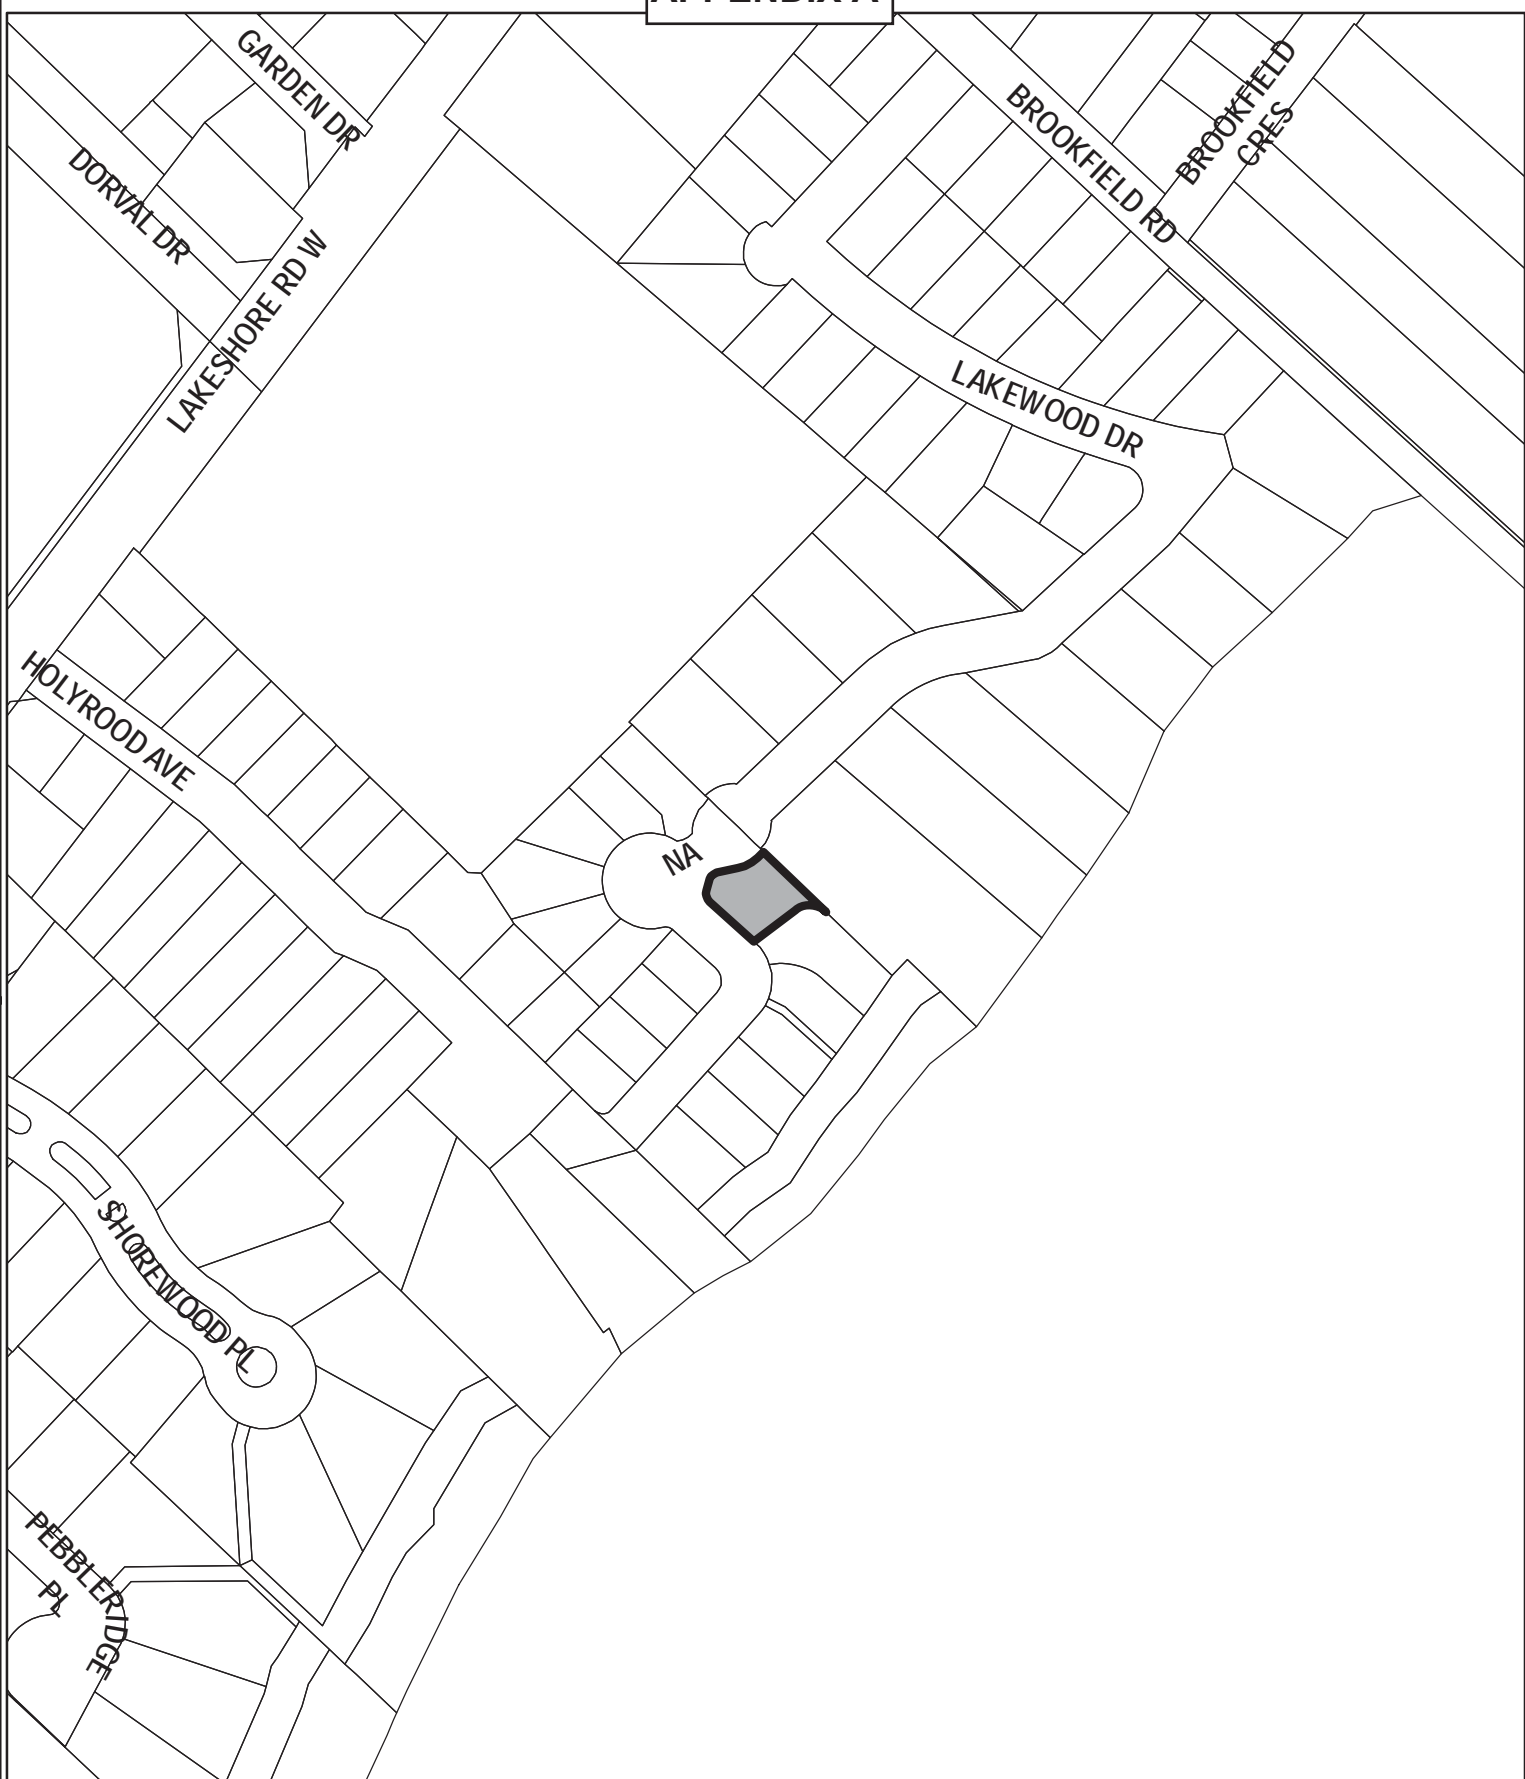 APPENDIX A
GARDEN DR
DORVAL DR
LAKESHORE RD W
BROOKFIELD RD
BROOKFIELD
CRES
LAKEWOOD DR
HOLYROOD AVE
NA
SHOREWOOD PL
PEBBLERIDGE
PL